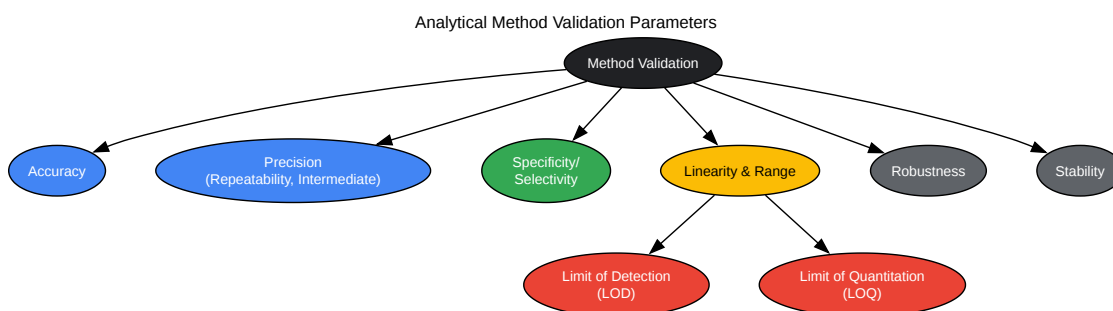 Analytical Method Validation Parameters
Method Validation
Accuracy
Precision
(Repeatability, Intermediate)
Specificity/
Selectivity
Linearity & Range
Robustness
Stability
Limit of Detection
(LOD)
Limit of Quantitation
(LOQ)